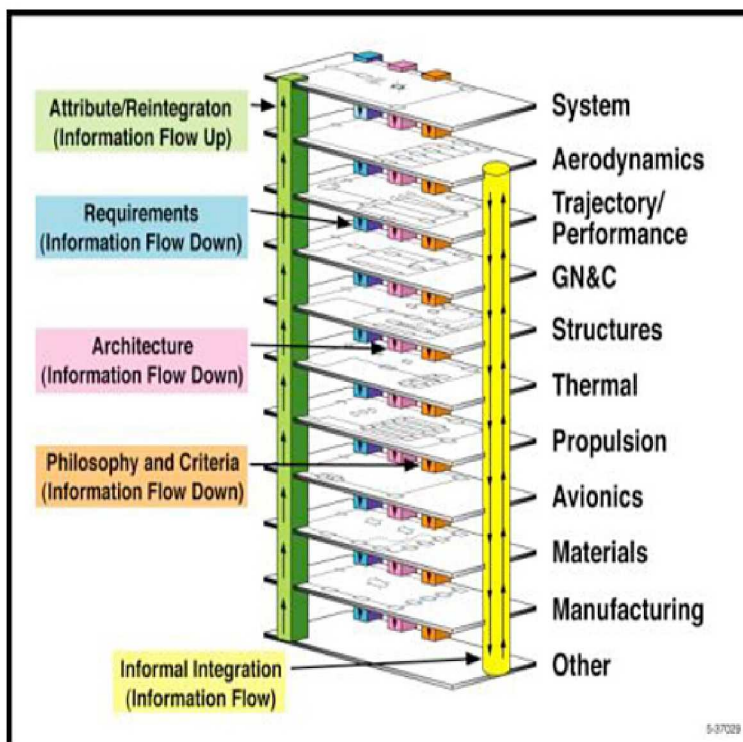 Attribute/Reintegraton
(Information Flow Up)
Requirements
(Information Flow Down)
Architecture
(Information Flow Down)
Philosophy and Criteria
(Information Flow Down)
Informal Integration
(Information Flow)
System
Aerodynamics
Trajectory/
Performance
GN&C
Structures
Thermal
Propulsion
Avionics
Materials
Manufacturing
Other
5-37029